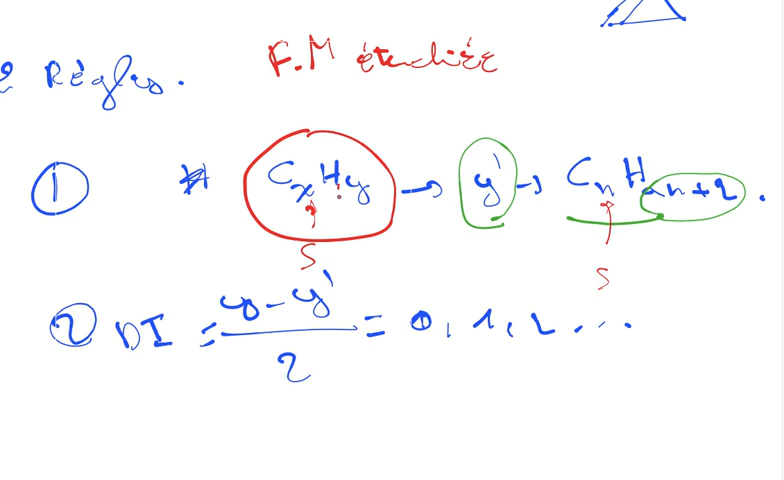 F.M étudiée
Règles.
① * CxHy → y' → CnH2n+2.
S S
② DI = y - y' / 2 = 0, 1, 2 ...